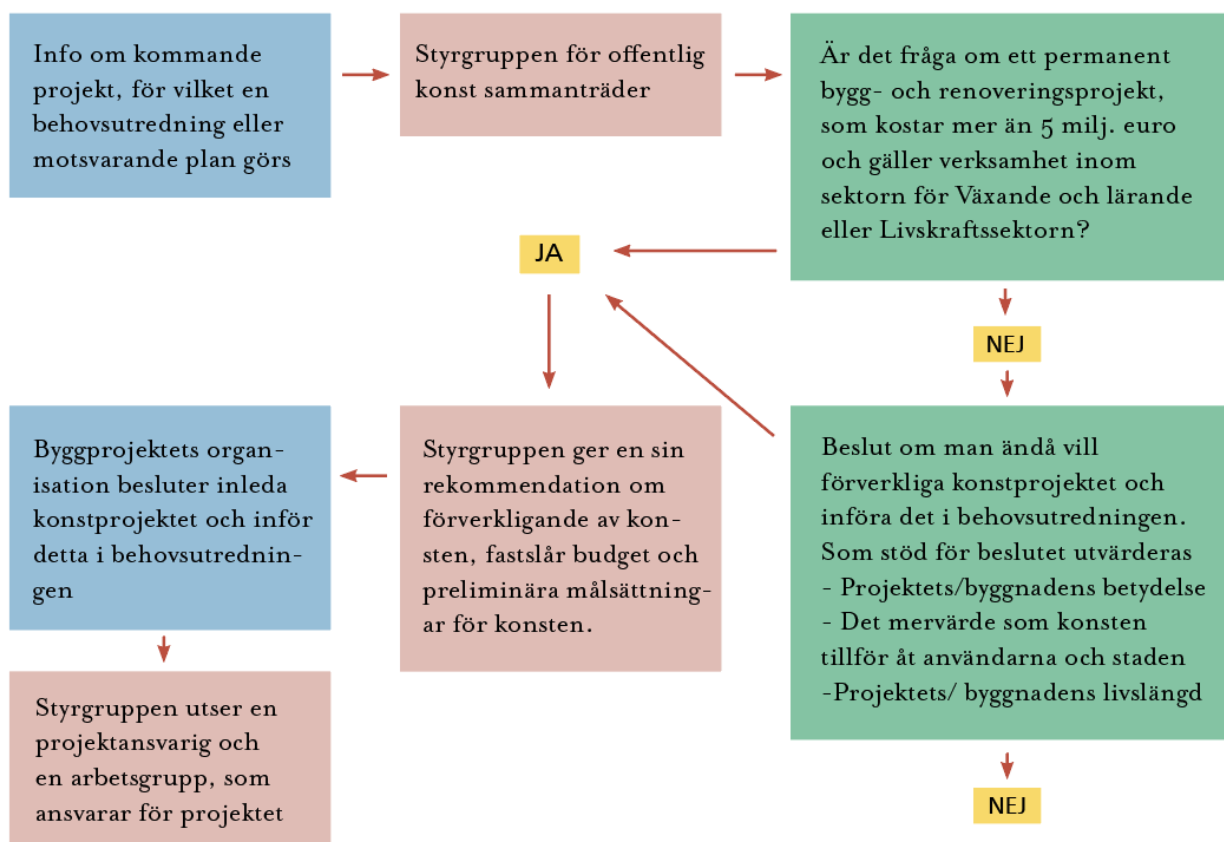 Info om kommande
projekt, för vilket en
behovsutredning eller
motsvarande plan görs
Styrgruppen för offentlig
konst sammanträder
Är det fråga om ett permanent
bygg- och renoveringsprojekt,
som kostar mer än 5 milj. euro
och gäller verksamhet inom
sektorn för Växande och lärande
eller Livskraftssektorn?
JA
NEJ
Beslut om man ändå vill
förverkliga konstprojektet och
införa det i behovsutredningen.
Som stöd för beslutet utvärderas
- Projektets/byggnadens betydelse
- Det mervärde som konsten
tillför åt användarna och staden
-Projektets/ byggnadens livslängd
NEJ
Styrgruppen ger en sin
rekommendation om
förverkligande av kon-
sten, fastslår budget och
preliminära målsättning-
ar för konsten.
Byggprojektets organ-
isation besluter inleda
konstprojektet och inför
detta i behovsutrednin-
gen
Styrgruppen utser en
projektansvarig och
en arbetsgrupp, som
ansvarar för projektet